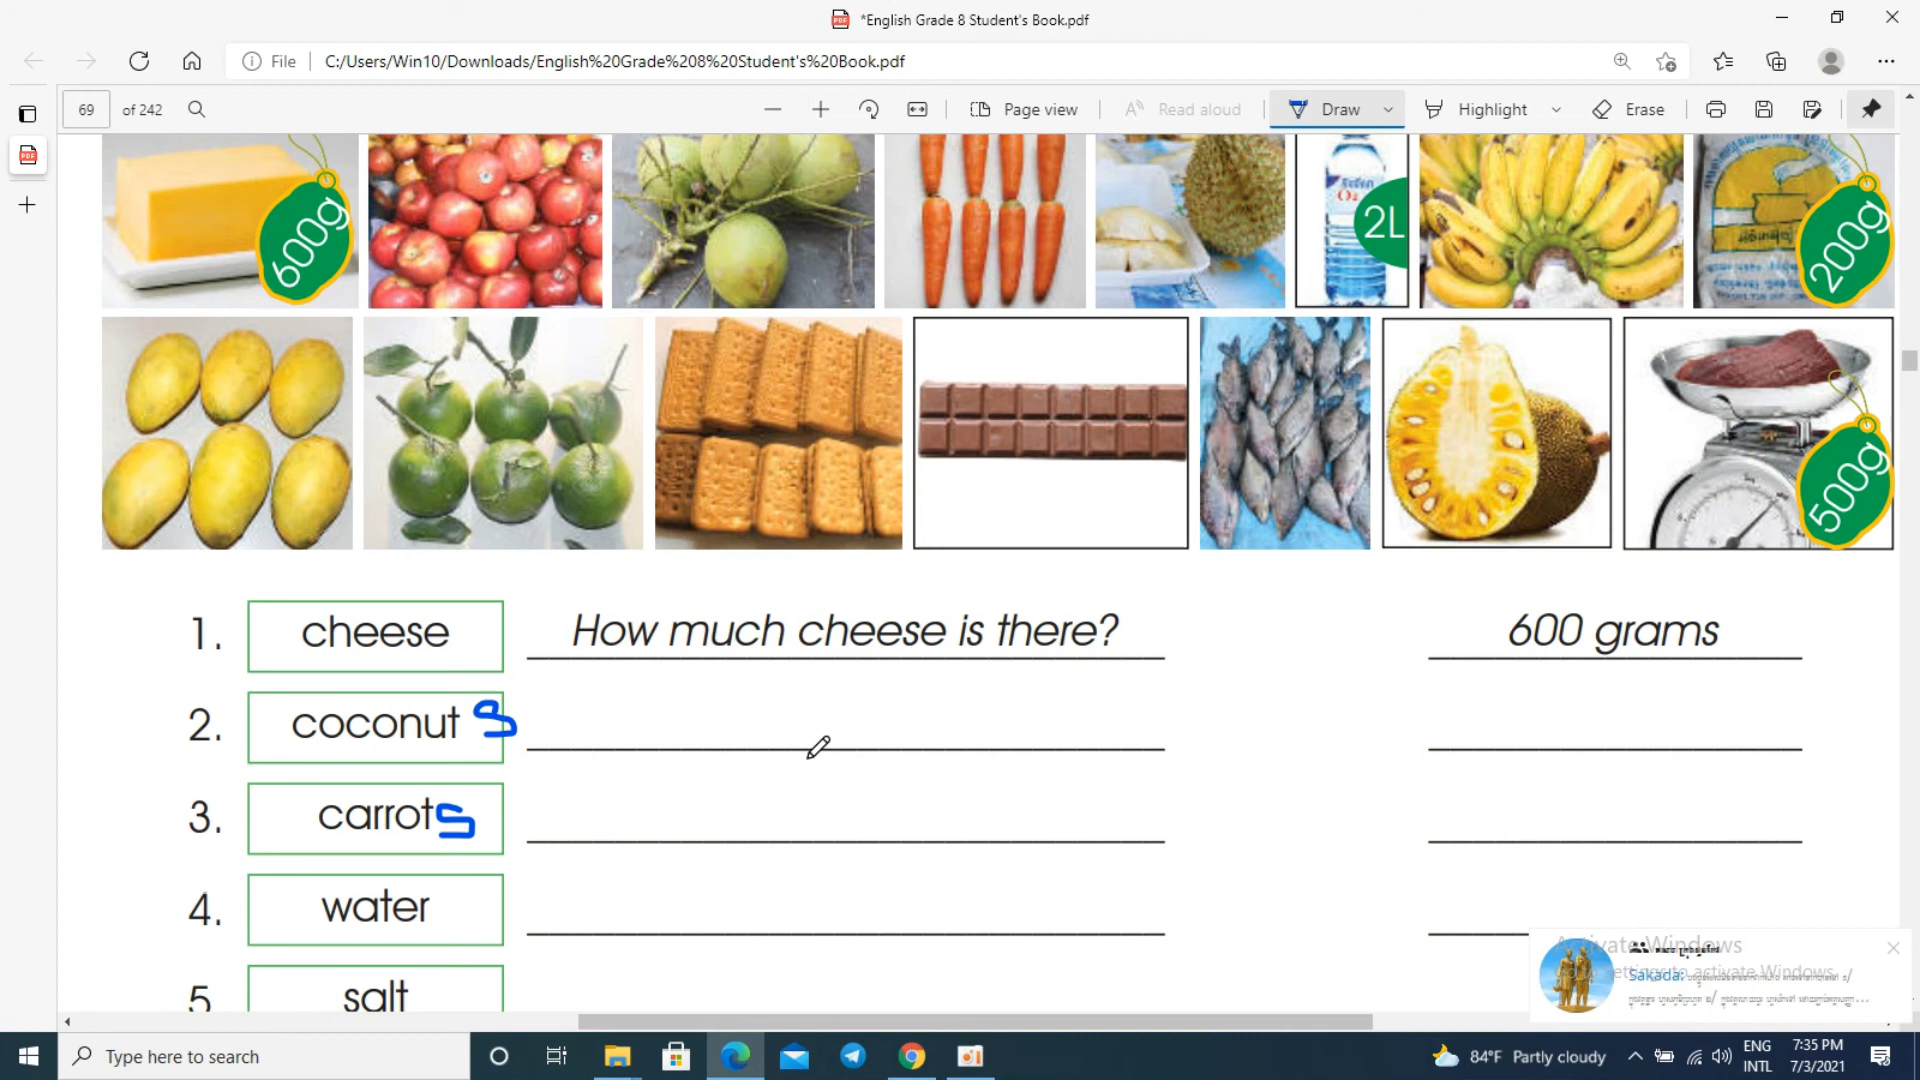 *English Grade 8 Student's Book.pdf
File
C:/Users/Win10/Downloads/English%20Grade%208%20Student's%20Book.pdf
69 of 242
Page view
Read aloud
Draw
Highlight
Erase
600g
2L
200g
500g
1. cheese How much cheese is there? 600 grams
2. coconut s
3. carrots
4. water
5 salt
Activate Windows
Sakada:
Type here to search
84°F Partly cloudy
ENG
INTL
7:35 PM
7/3/2021